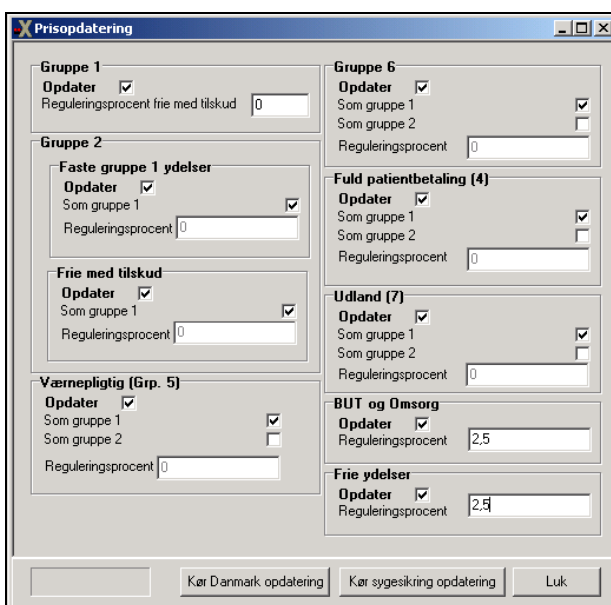 Prisopdatering
Gruppe 1
Opdater
Reguleringsprocent frie med tilskud 0
Gruppe 2
Faste gruppe 1 ydelser
Opdater
Som gruppe 1
Reguleringsprocent 0
Frie med tilskud
Opdater
Som gruppe 1
Reguleringsprocent 0
Værnepligtig (Grp. 5)
Opdater
Som gruppe 1
Som gruppe 2
Reguleringsprocent 0
Gruppe 6
Opdater
Som gruppe 1
Som gruppe 2
Reguleringsprocent 0
Fuld patientbetaling (4)
Opdater
Som gruppe 1
Som gruppe 2
Reguleringsprocent 0
Udland (7)
Opdater
Som gruppe 1
Som gruppe 2
Reguleringsprocent 0
BUT og Omsorg
Opdater
Reguleringsprocent 2,5
Frie ydelser
Opdater
Reguleringsprocent 2,5
Kør Danmark opdatering
Kør sygesikring opdatering
Luk